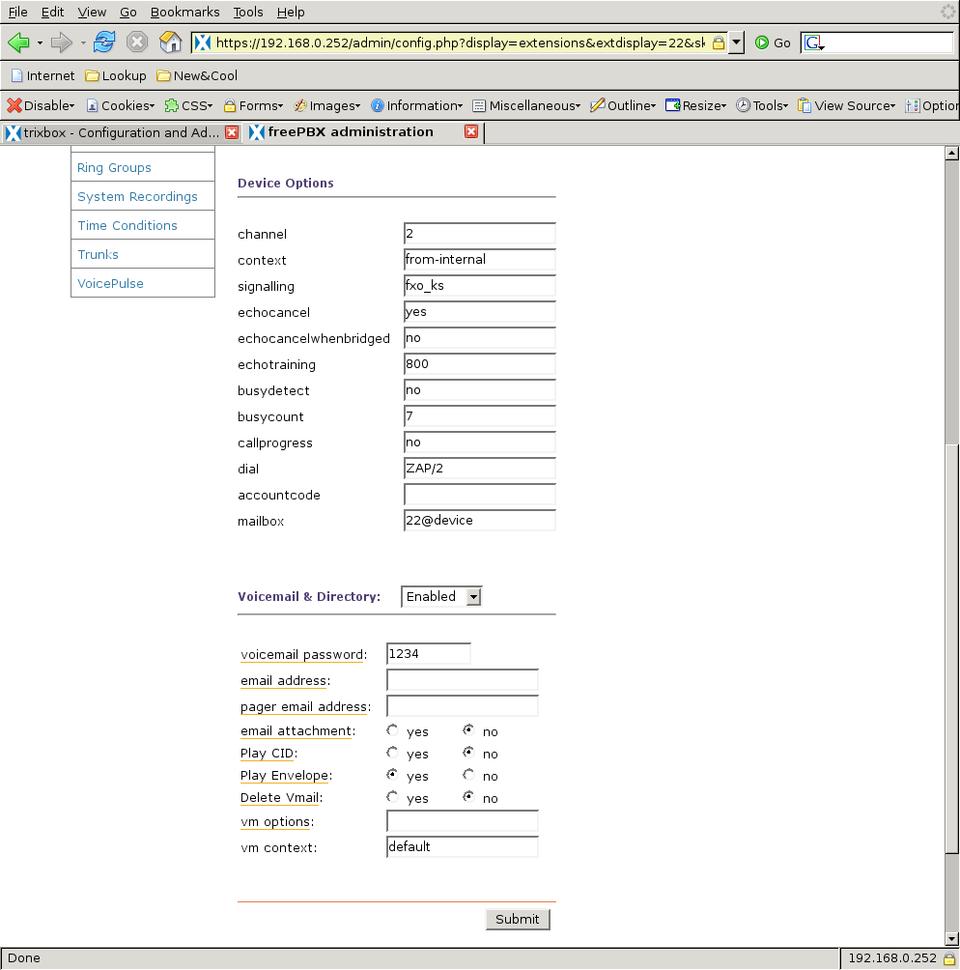 File Edit View Go Bookmarks Tools Help
https://192.168.0.252/admin/config.php?display=extensions&extdisplay=22&sk Go G
Internet Lookup New&Cool
Disable Cookies CSS Forms Images Information Miscellaneous Outline Resize Tools View Source Option
trixbox - Configuration and Ad... freePBX administration
Ring Groups
System Recordings
Time Conditions
Trunks
VoicePulse
Device Options
channel 2
context from-internal
signalling fxo_ks
echocancel yes
echocancelwhenbridged no
echotraining 800
busydetect no
busycount 7
callprogress no
dial ZAP/2
accountcode
mailbox 22@device
Voicemail & Directory: Enabled
voicemail password: 1234
email address:
pager email address:
email attachment: yes no
Play CID: yes no
Play Envelope: yes no
Delete Vmail: yes no
vm options:
vm context: default
Submit
Done 192.168.0.252